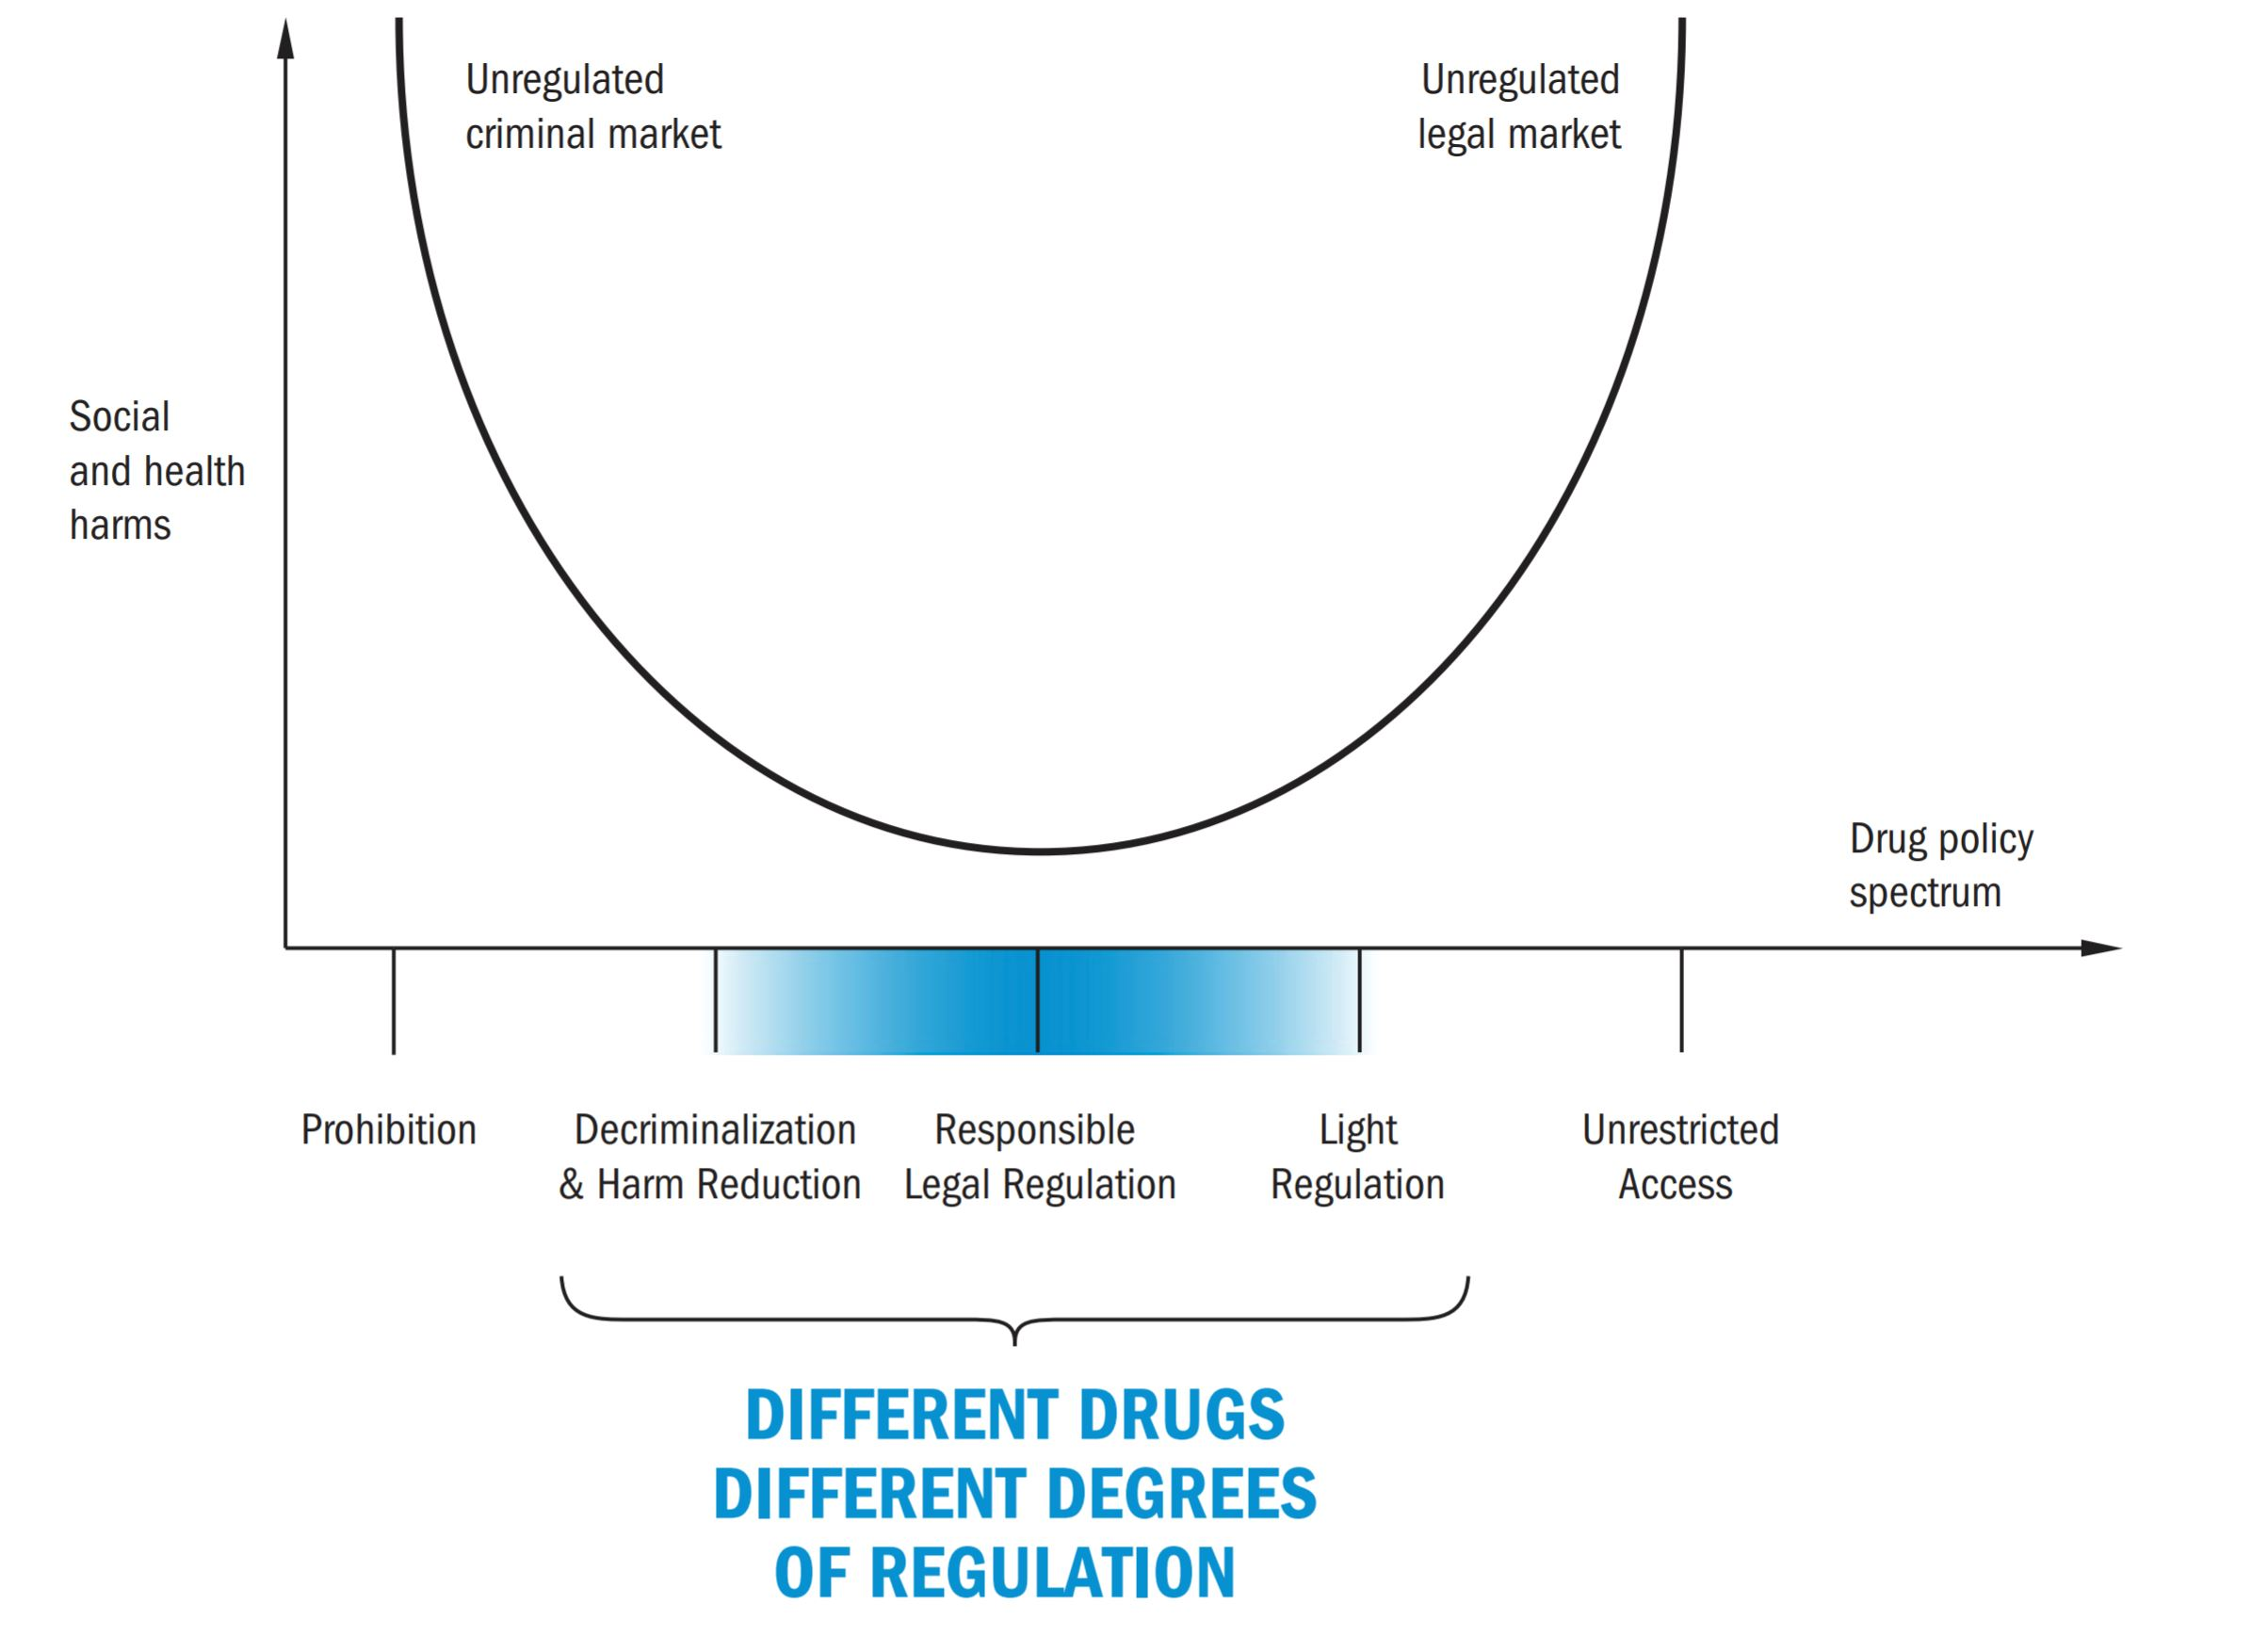 Unregulated
criminal market
Unregulated
legal market
Social
and health
harms
Drug policy
spectrum
Prohibition
Decriminalization
& Harm Reduction
Responsible
Legal Regulation
Light
Regulation
Unrestricted
Access
DIFFERENT DRUGS
DIFFERENT DEGREES
OF REGULATION